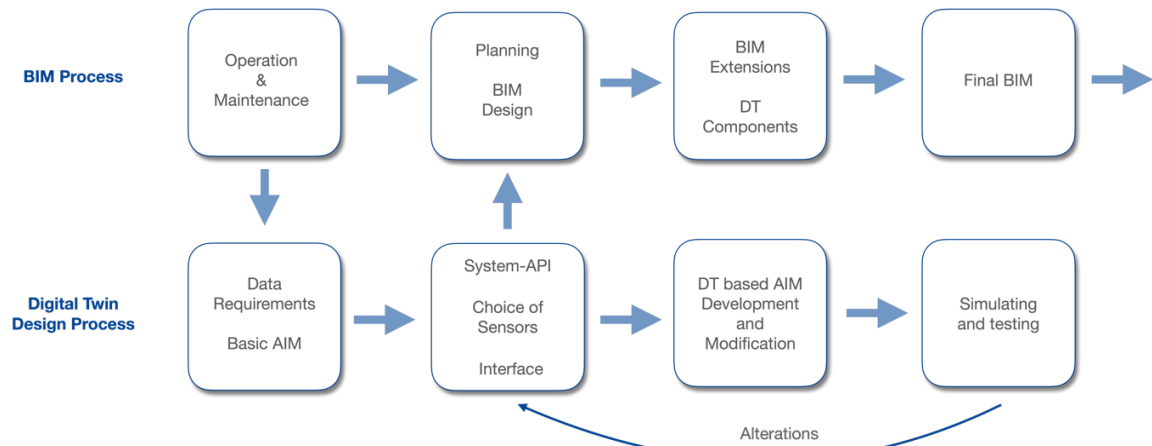 BIM Process
Operation
&
Maintenance
Planning
BIM
Design
BIM
Extensions
DT
Components
Final BIM
Digital Twin
Design Process
Data
Requirements
Basic AIM
System-API
Choice of
Sensors
Interface
DT based AIM
Development
and
Modification
Simulating
and testing
Alterations